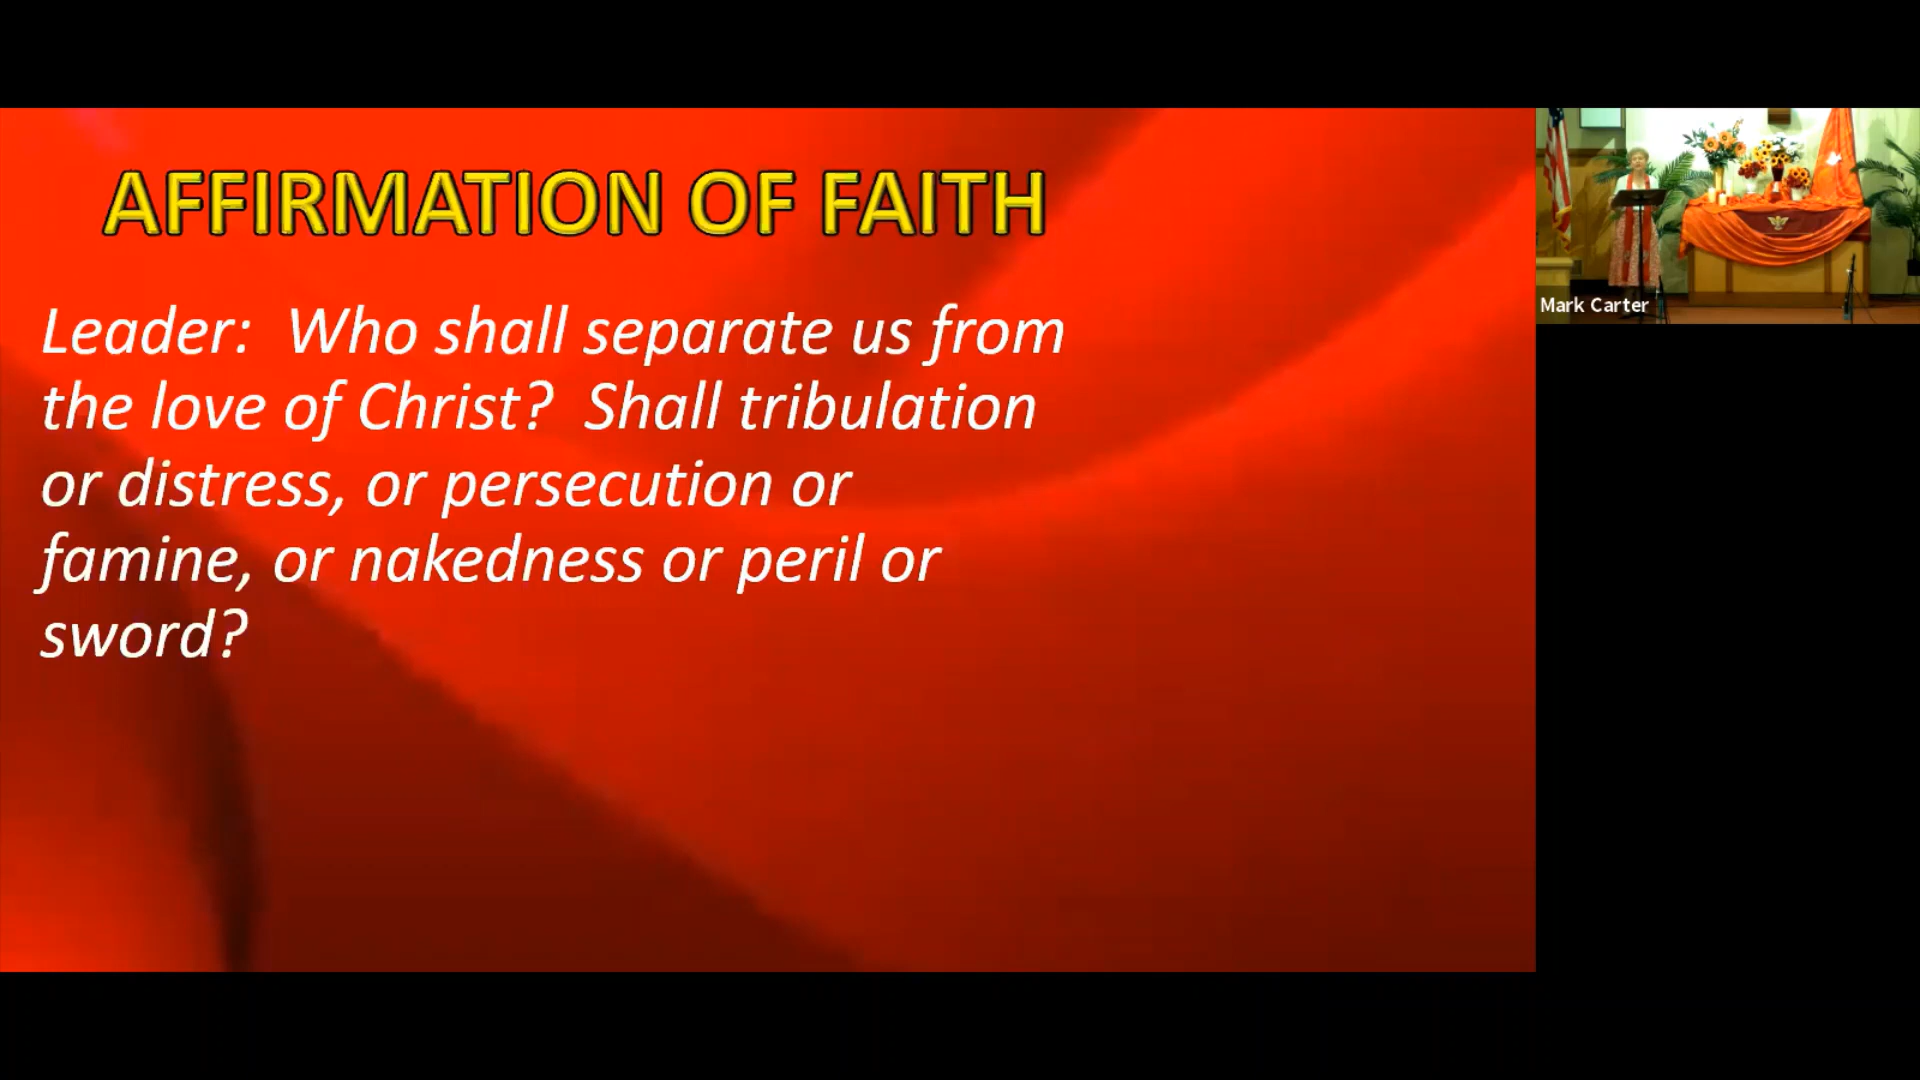 AFFIRMATION OF FAITH
Leader:  Who shall separate us from
the love of Christ?  Shall tribulation
or distress, or persecution or
famine, or nakedness or peril or
sword?
Mark Carter